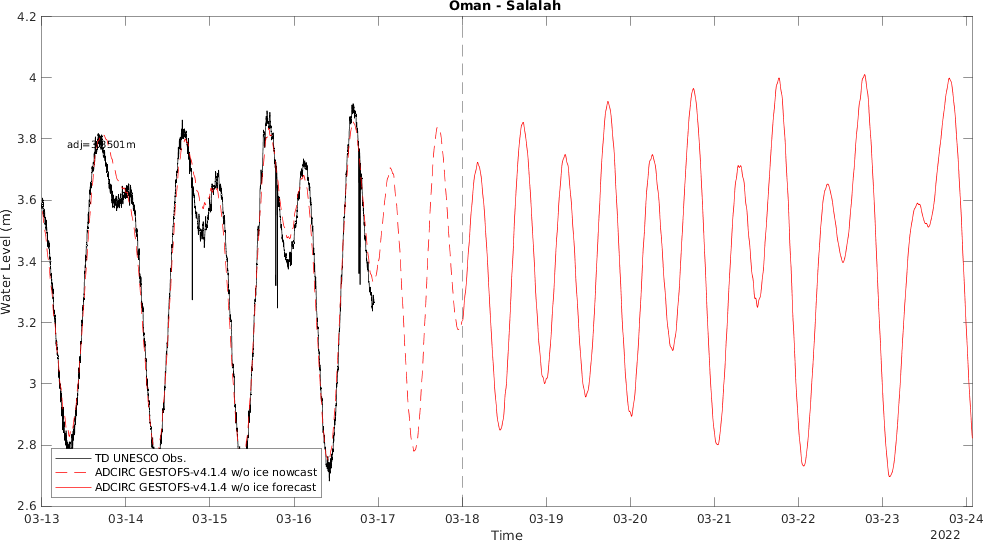 Oman - Salalah
4.2
4
3.8
3.6
3.4
3.2
3
2.8
2.6
Water Level (m)
TD UNESCO Obs.
ADCIRC GESTOFS-v4.1.4 w/o ice nowcast
ADCIRC GESTOFS-v4.1.4 w/o ice forecast
03-13 03-14 03-15 03-16 03-17 03-18 03-19 03-20 03-21 03-22 03-23 03-24
Time
2022